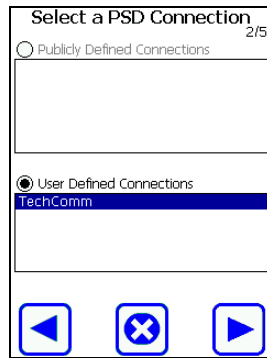 Select a PSD Connection
2/5
Publicly Defined Connections
User Defined Connections
TechComm